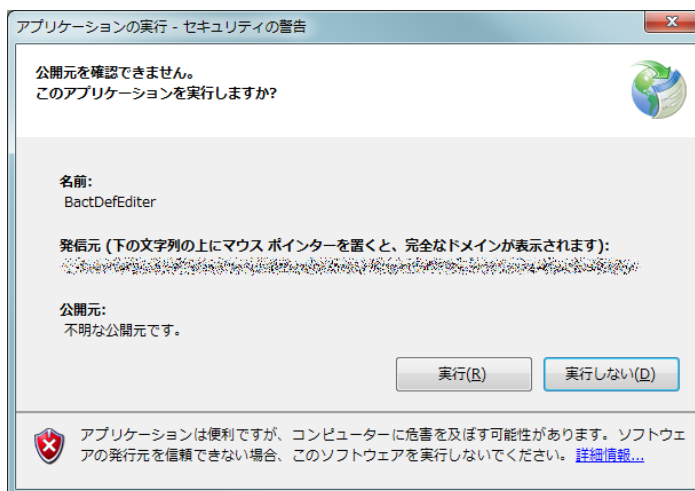 アプリケーションの実行 - セキュリティの警告
公開元を確認できません。
このアプリケーションを実行しますか?
名前:
BactDefEditer
発信元 (下の文字列の上にマウス ポインターを置くと、完全なドメインが表示されます):
公開元:
不明な公開元です。
実行(R)
実行しない(D)
アプリケーションは便利ですが、コンピューターに危害を及ぼす可能性があります。ソフトウェ
アの発行元を信頼できない場合、このソフトウェアを実行しないでください。詳細情報...